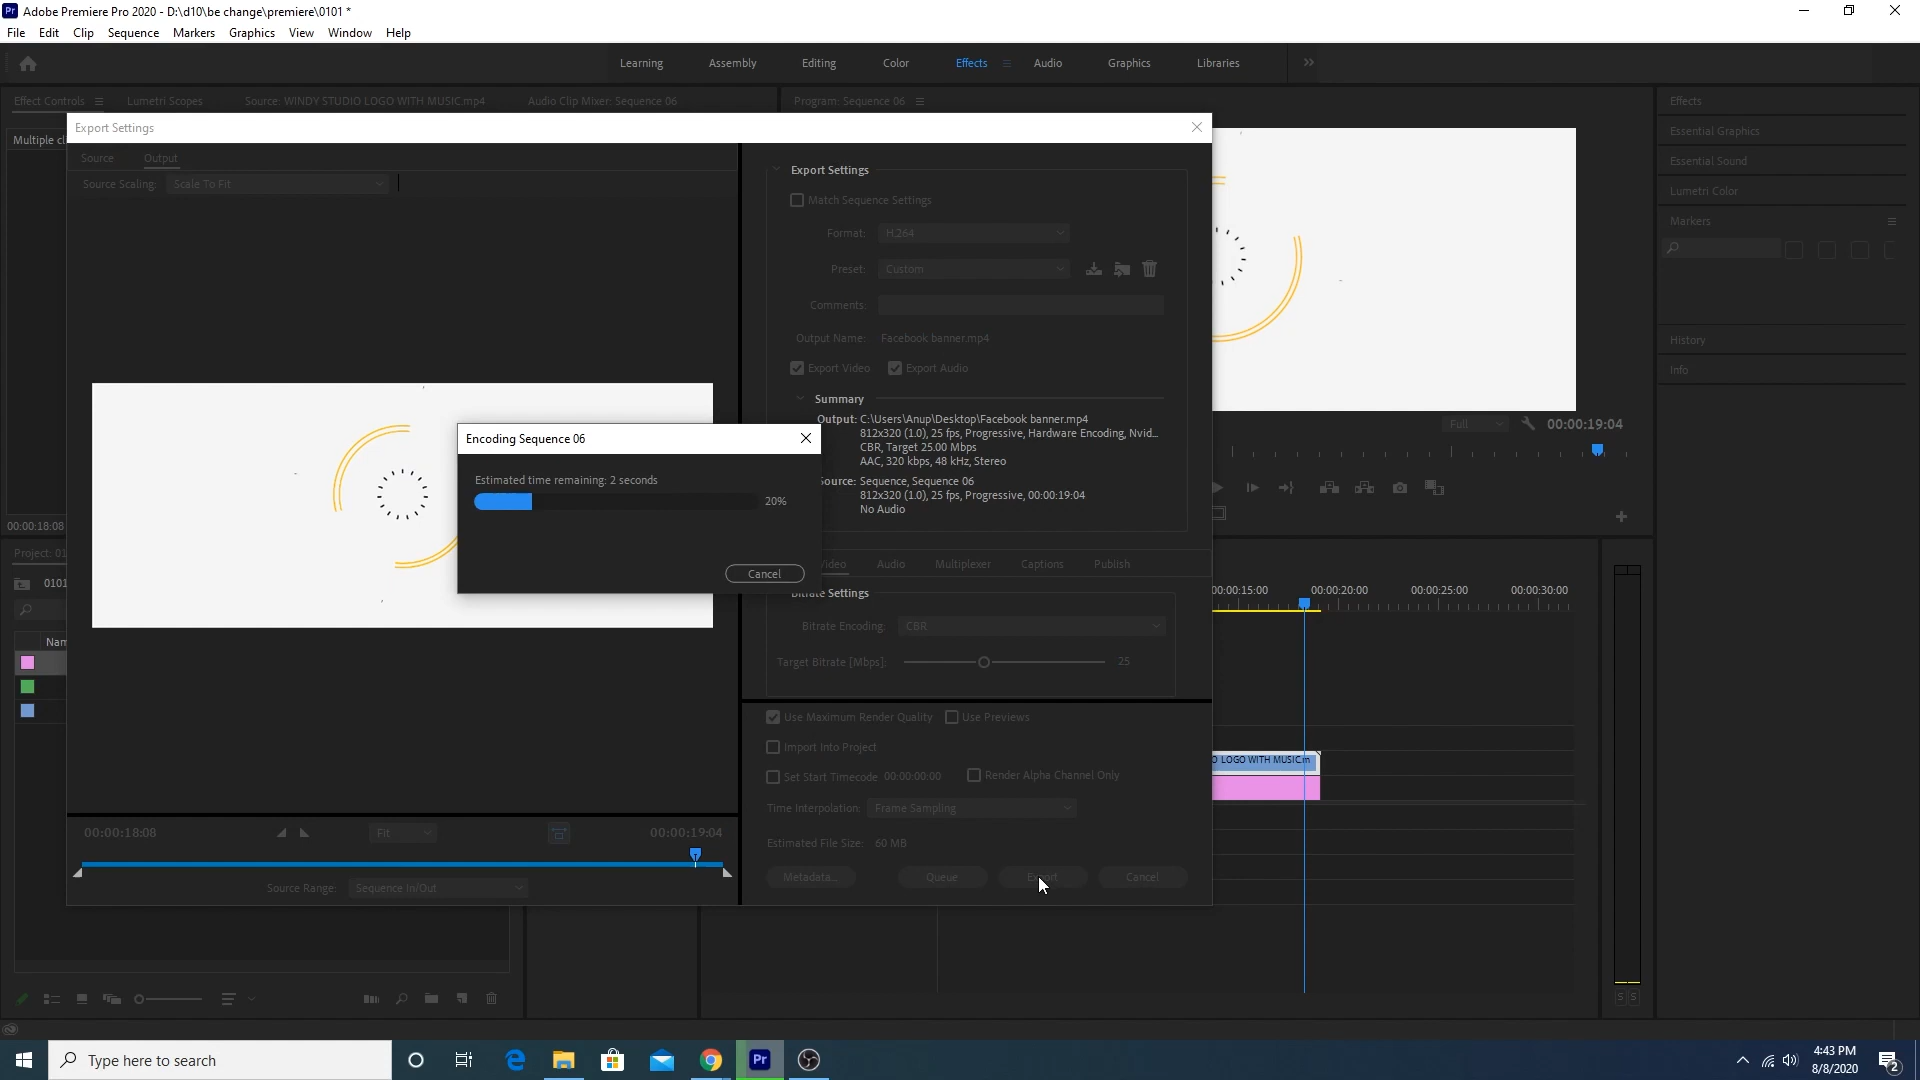 Adobe Premiere Pro 2020 - D:\d10\be change\premiere\0101 *
File Edit Clip Sequence Markers Graphics View Window Help
Learning Assembly Editing Color Effects Audio Graphics Libraries
Effect Controls Lumetri Scopes Source: WINDY STUDIO LOGO WITH MUSIC.mp4 Audio Clip Mixer: Sequence 06 Program: Sequence 06 Effects
Export Settings
Multiple cl
Source Output
Source Scaling: Scale To Fit
Export Settings
Match Sequence Settings
Format: H.264
Preset: Custom
Comments:
Output Name: Facebook banner.mp4
Export Video Export Audio
Summary
Output: C:\Users\Anup\Desktop\Facebook banner.mp4
812x320 (1.0), 25 fps, Progressive, Hardware Encoding, Nvid...
CBR, Target 25.00 Mbps
AAC, 320 kbps, 48 kHz, Stereo
Source: Sequence, Sequence 06
812x320 (1.0), 25 fps, Progressive, 00:00:19:04
No Audio
Encoding Sequence 06
Estimated time remaining: 2 seconds
20%
Cancel
Video Audio Multiplexer Captions Publish
Bitrate Settings
Bitrate Encoding: CBR
Target Bitrate [Mbps]: 25
Use Maximum Render Quality Use Previews
Import Into Project
Set Start Timecode 00:00:00:00 Render Alpha Channel Only
Time Interpolation: Frame Sampling
Estimated File Size: 60 MB
Metadata... Queue Export Cancel
00:00:18:08 Fit 00:00:19:04
Source Range: Sequence In/Out
Essential Graphics
Essential Sound
Lumetri Color
Markers
History
Info
Full 00:00:19:04
00:00:18:08
Project: 01
0101
Nam
00:00:15:00 00:00:20:00 00:00:25:00 00:00:30:00
O LOGO WITH MUSIC.m
S S
Type here to search
Pr
4:43 PM
8/8/2020
2